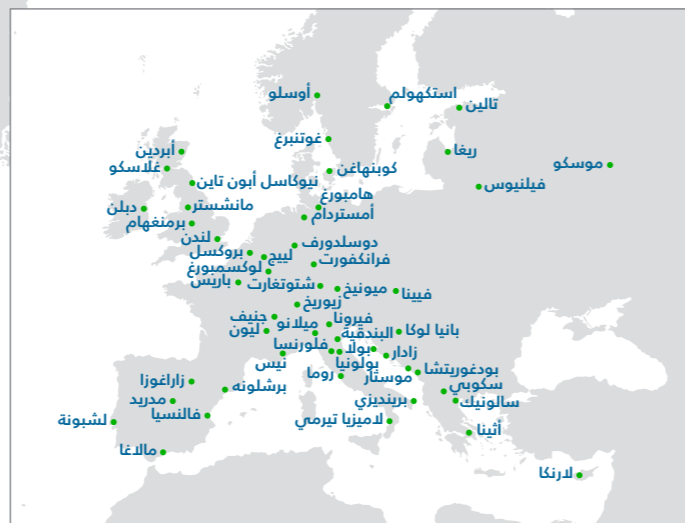 أوسلو
استكهولم
تالين
غوتنبرغ
أبردين
ريغا
غلاسكو
كوبنهاغن
موسكو
نيوكاسل أبون تاين
فيلنيوس
هامبورغ
مانشستر
دبلن
أمستردام
برمنغهام
لندن
دوسلدورف
بروكسل
لييج
فرانكفورت
لوكسمبورغ
باريس
شتوتغارت
ميونيخ
فيينا
زيوريخ
جنيف
ميلانو
فيرونا
ليون
البندقية
بانيا لوكا
فلورنسا
بولا
زادار
نيس
بولونيا
بودغوريتشا
روما
موستار
زاراغوزا
برشلونه
سكوبي
مدريد
برينديزي
سالونيك
فالنسيا
لشبونة
لاميزيا تيرمي
أثينا
مالاغا
لارنكا